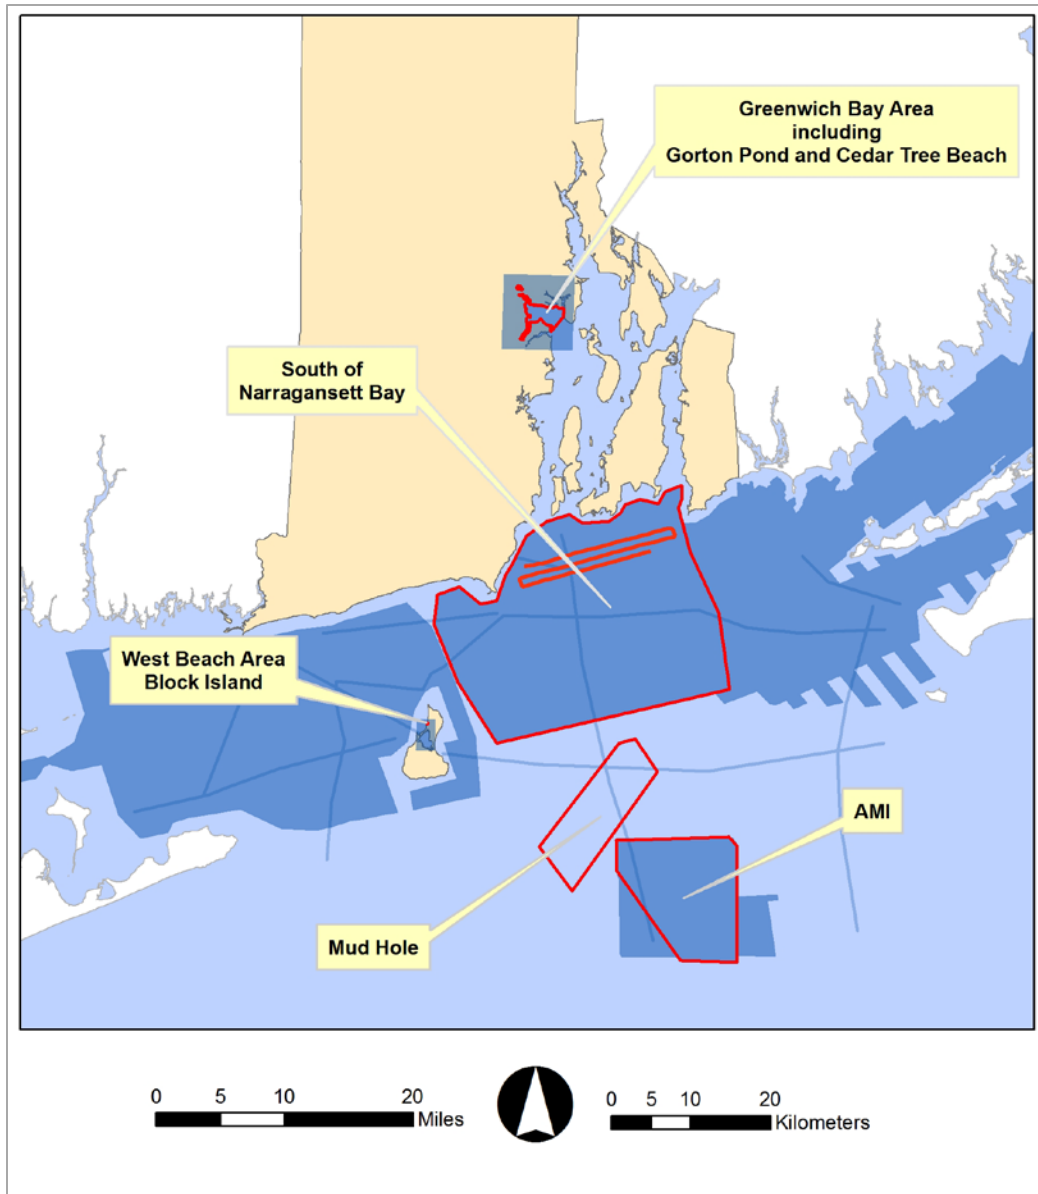 Greenwich Bay Area
including
Gorton Pond and Cedar Tree Beach
South of
Narragansett Bay
West Beach Area
Block Island
AMI
Mud Hole
0 5 10 20
Miles
0 5 10 20
Kilometers